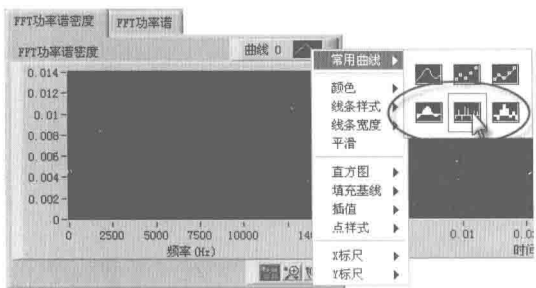 FFT功率谱密度
FFT功率谱
FFT功率谱密度
曲线 0
0.014
0.012
0.01
0.008
0.006
0.004
0.002
0
0
2500
5000
7500
10000
频率(Hz)
常用曲线
颜色
线条样式
线条宽度
平滑
直方图
填充基线
插值
点样式
X标尺
Y标尺
0.01
时间